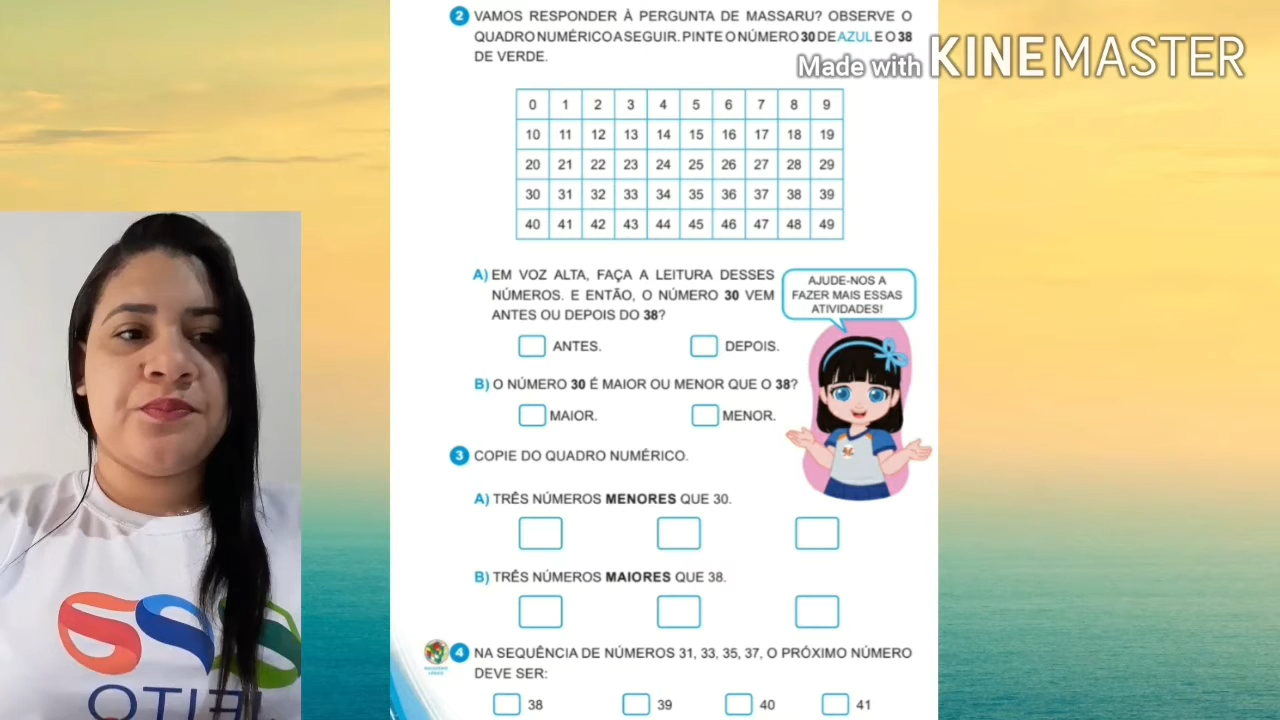 2 VAMOS RESPONDER À PERGUNTA DE MASSARU? OBSERVE O
QUADRO NUMÉRICO A SEGUIR. PINTE O NÚMERO 30 DE AZUL E O 38
DE VERDE.
Made with KINEMASTER
0 1 2 3 4 5 6 7 8 9
10 11 12 13 14 15 16 17 18 19
20 21 22 23 24 25 26 27 28 29
30 31 32 33 34 35 36 37 38 39
40 41 42 43 44 45 46 47 48 49
A) EM VOZ ALTA, FAÇA A LEITURA DESSES
NÚMEROS. E ENTÃO, O NÚMERO 30 VEM
ANTES OU DEPOIS DO 38?
AJUDE-NOS A
FAZER MAIS ESSAS
ATIVIDADES!
ANTES. DEPOIS.
B) O NÚMERO 30 É MAIOR OU MENOR QUE O 38?
MAIOR. MENOR.
3 COPIE DO QUADRO NUMÉRICO.
A) TRÊS NÚMEROS MENORES QUE 30.
B) TRÊS NÚMEROS MAIORES QUE 38.
4 NA SEQUÊNCIA DE NÚMEROS 31, 33, 35, 37, O PRÓXIMO NÚMERO
DEVE SER:
38 39 40 41